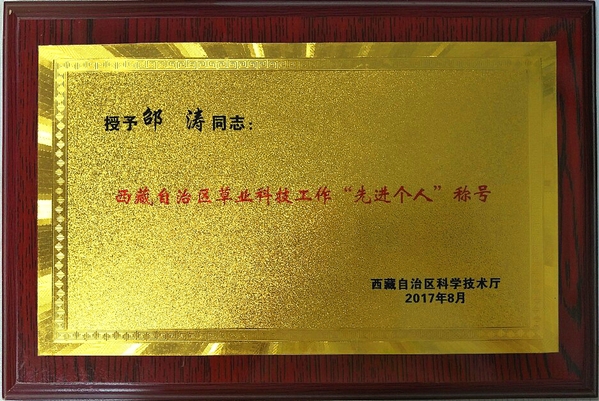 授予邵 涛同志：
西藏自治区草业科技工作“先进个人”称号
西藏自治区科学技术厅
2017年8月